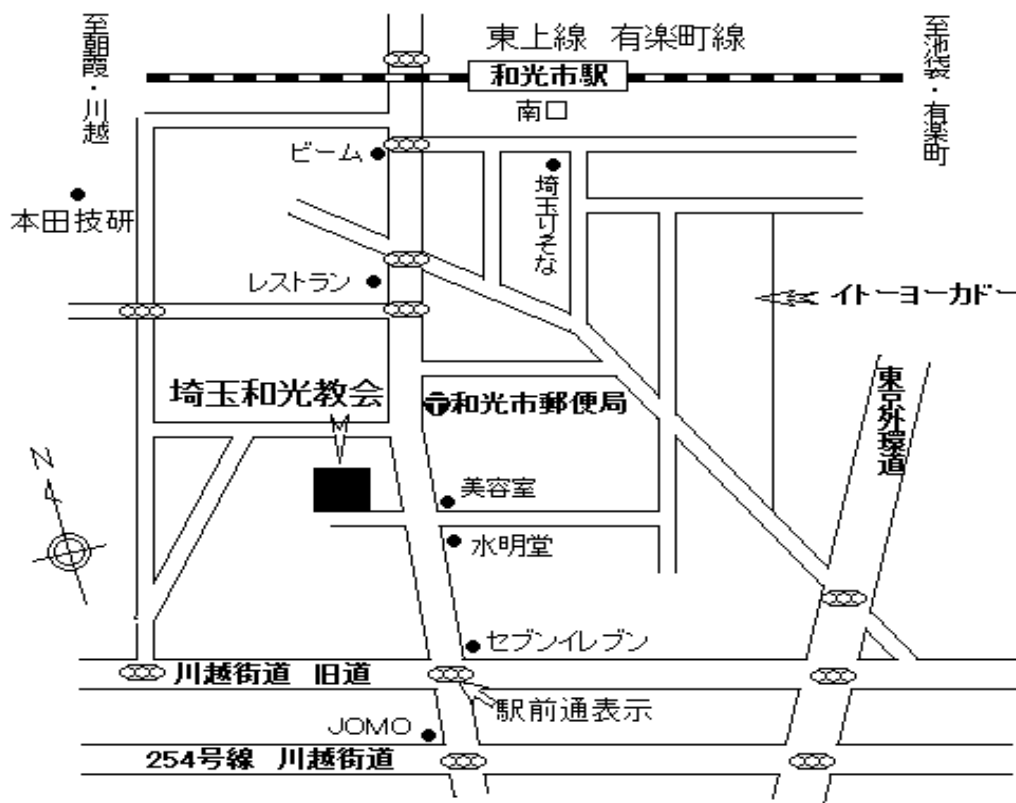 至朝霞・川越
東上線 有楽町線
至池袋・有楽町
和光市駅
南口
ビーム
埼玉りそな
本田技研
レストラン
イトーヨーカドー
埼玉和光教会
〒和光市郵便局
東京外環道
N
美容室
水明堂
セブンイレブン
川越街道 旧道
駅前通表示
JOMO
254号線 川越街道